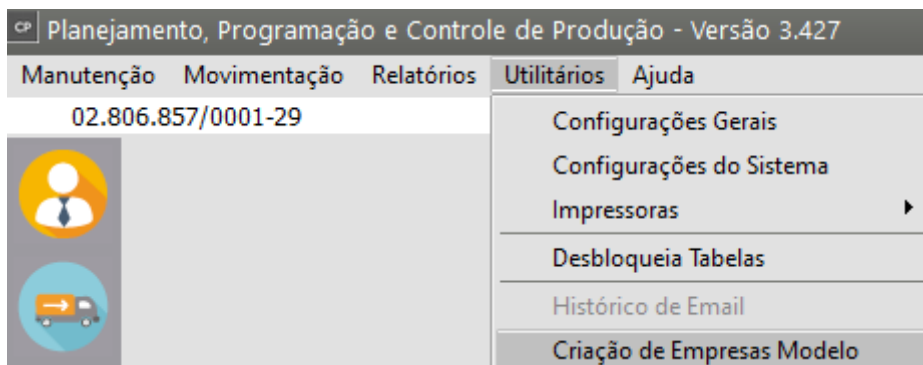 CP Planejamento, Programação e Controle de Produção - Versão 3.427
Manutenção Movimentação Relatórios Utilitários Ajuda
02.806.857/0001-29
Configurações Gerais
Configurações do Sistema
Impressoras
Desbloqueia Tabelas
Histórico de Email
Criação de Empresas Modelo